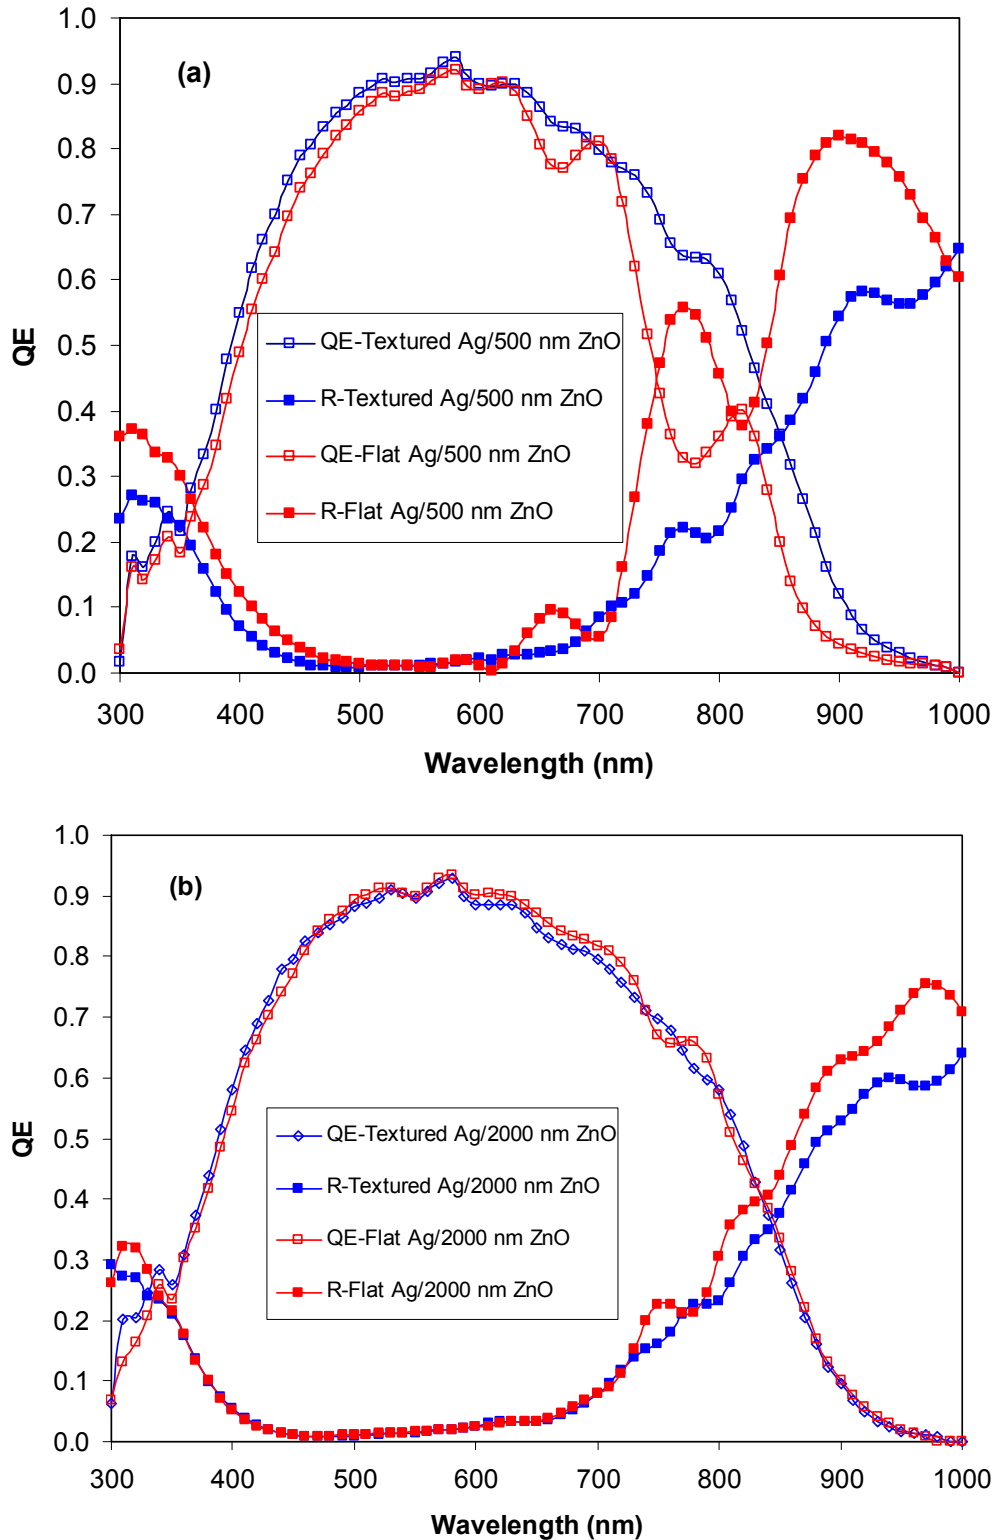 1.0
0.9
0.8
0.7
0.6
0.5
0.4
0.3
0.2
0.1
0.0
QE
(a)
QE-Textured Ag/500 nm ZnO
R-Textured Ag/500 nm ZnO
QE-Flat Ag/500 nm ZnO
R-Flat Ag/500 nm ZnO
300 400 500 600 700 800 900 1000
Wavelength (nm)
1.0
0.9
0.8
0.7
0.6
0.5
0.4
0.3
0.2
0.1
0.0
QE
(b)
QE-Textured Ag/2000 nm ZnO
R-Textured Ag/2000 nm ZnO
QE-Flat Ag/2000 nm ZnO
R-Flat Ag/2000 nm ZnO
300 400 500 600 700 800 900 1000
Wavelength (nm)